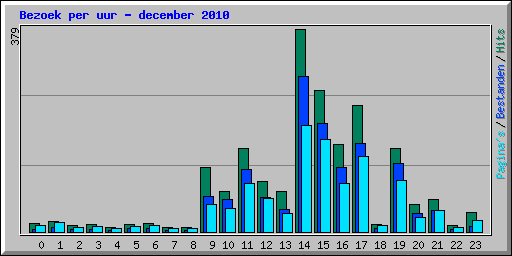 Bezoek per uur - december 2010
379
Pagina's / Bestanden / Hits
0 1 2 3 4 5 6 7 8 9 10 11 12 13 14 15 16 17 18 19 20 21 22 23